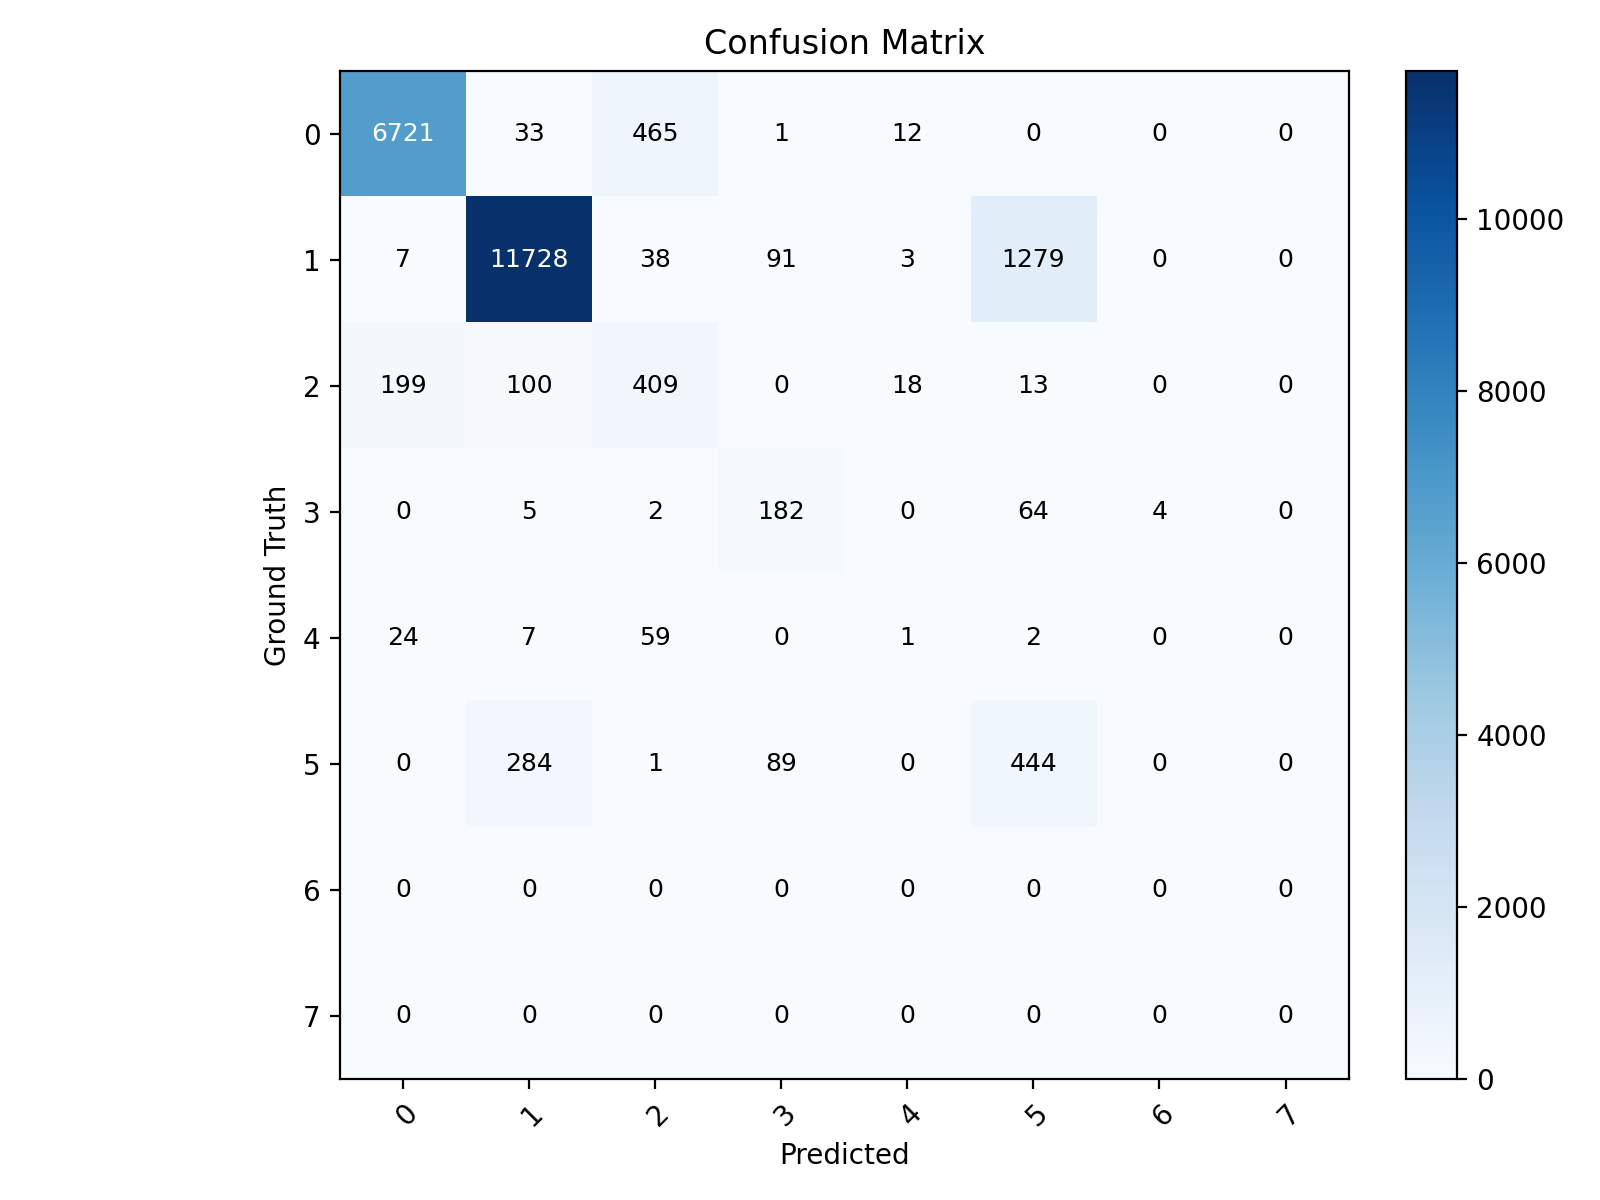 Confusion Matrix
0 6721 33 465 1 12 0 0 0
1 7 11728 38 91 3 1279 0 0
2 199 100 409 0 18 13 0 0
3 0 5 2 182 0 64 4 0
4 24 7 59 0 1 2 0 0
5 0 284 1 89 0 444 0 0
6 0 0 0 0 0 0 0 0
7 0 0 0 0 0 0 0 0
0 1 2 3 4 5 6 7
Predicted
Ground Truth
10000
8000
6000
4000
2000
0